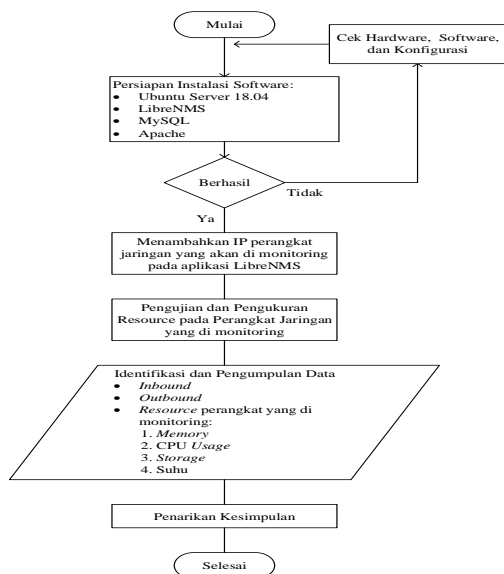 Mulai
Cek Hardware, Software,
dan Konfigurasi
Persiapan Instalasi Software:
• Ubuntu Server 18.04
• LibreNMS
• MySQL
• Apache
Berhasil
Tidak
Ya
Menambahkan IP perangkat
jaringan yang akan di monitoring
pada aplikasi LibreNMS
Pengujian dan Pengukuran
Resource pada Perangkat Jaringan
yang di monitoring
Identifikasi dan Pengumpulan Data
• Inbound
• Outbound
• Resource perangkat yang di
monitoring:
1. Memory
2. CPU Usage
3. Storage
4. Suhu
Penarikan Kesimpulan
Selesai